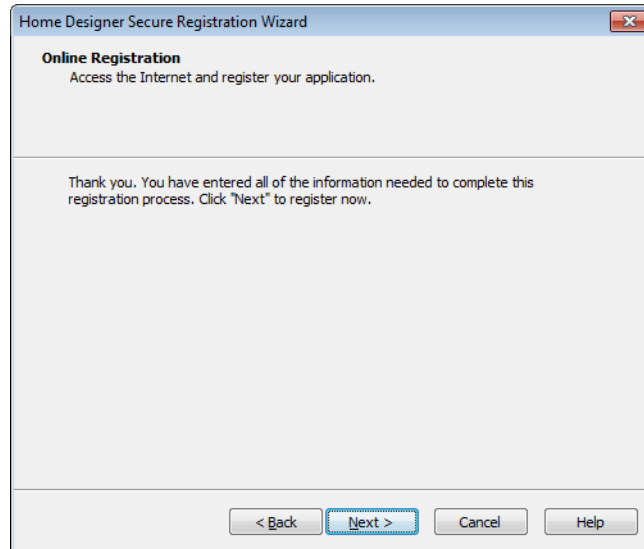 Home Designer Secure Registration Wizard
Online Registration
Access the Internet and register your application.
Thank you. You have entered all of the information needed to complete this
registration process. Click "Next" to register now.
< Back
Next >
Cancel
Help